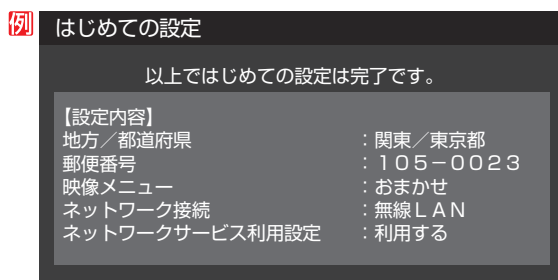 例
はじめての設定
以上ではじめての設定は完了です。
【設定内容】
地方／都道府県 ：関東／東京都
郵便番号 ：１０５－００２３
映像メニュー ：おまかせ
ネットワーク接続 ：無線ＬＡＮ
ネットワークサービス利用設定 ：利用する